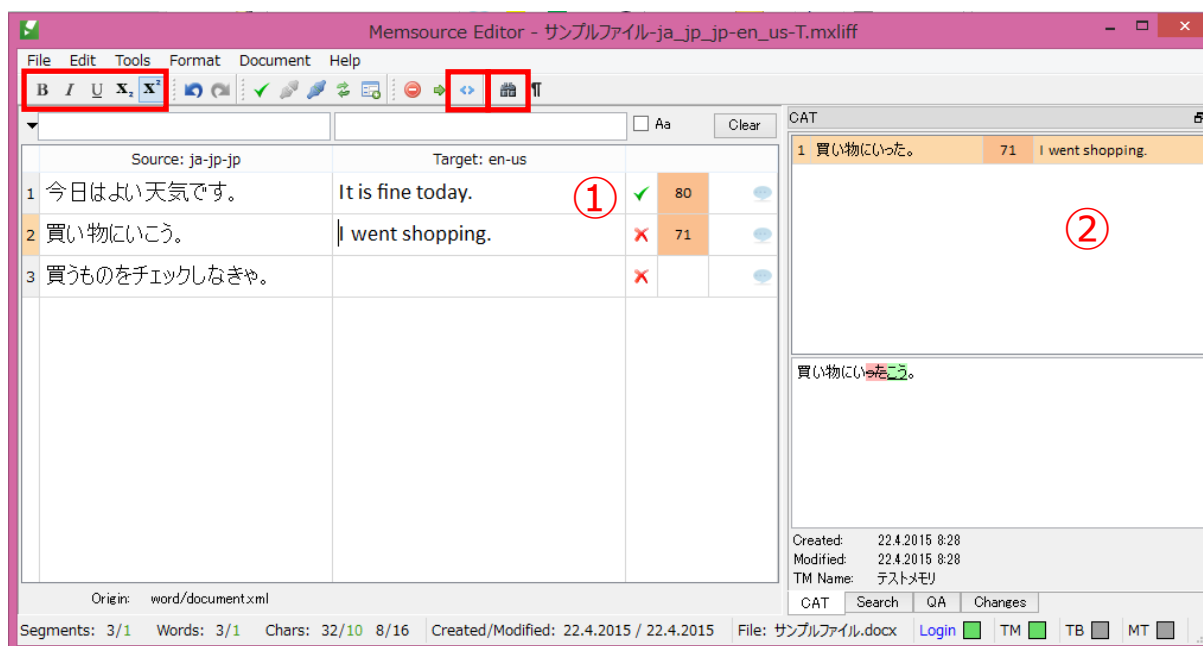 Memsource Editor - サンプルファイル-ja_jp_jp-en_us-T.mxliff
File Edit Tools Format Document Help
B I U X₂ X² ¶
Aa Clear
Source: ja-jp-jp Target: en-us
1 今日はよい天気です。 It is fine today. ① 80
2 買い物にいこう。 I went shopping. 71
3 買うものをチェックしなきゃ。
Origin: word/document.xml
CAT
1 買い物にいった。 71 I went shopping.
②
買い物にいったこう。
Created: 22.4.2015 8:28
Modified: 22.4.2015 8:28
TM Name: テストメモリ
CAT Search QA Changes
Segments: 3/1 Words: 3/1 Chars: 32/10 8/16 Created/Modified: 22.4.2015 / 22.4.2015 File: サンプルファイル.docx Login TM TB MT